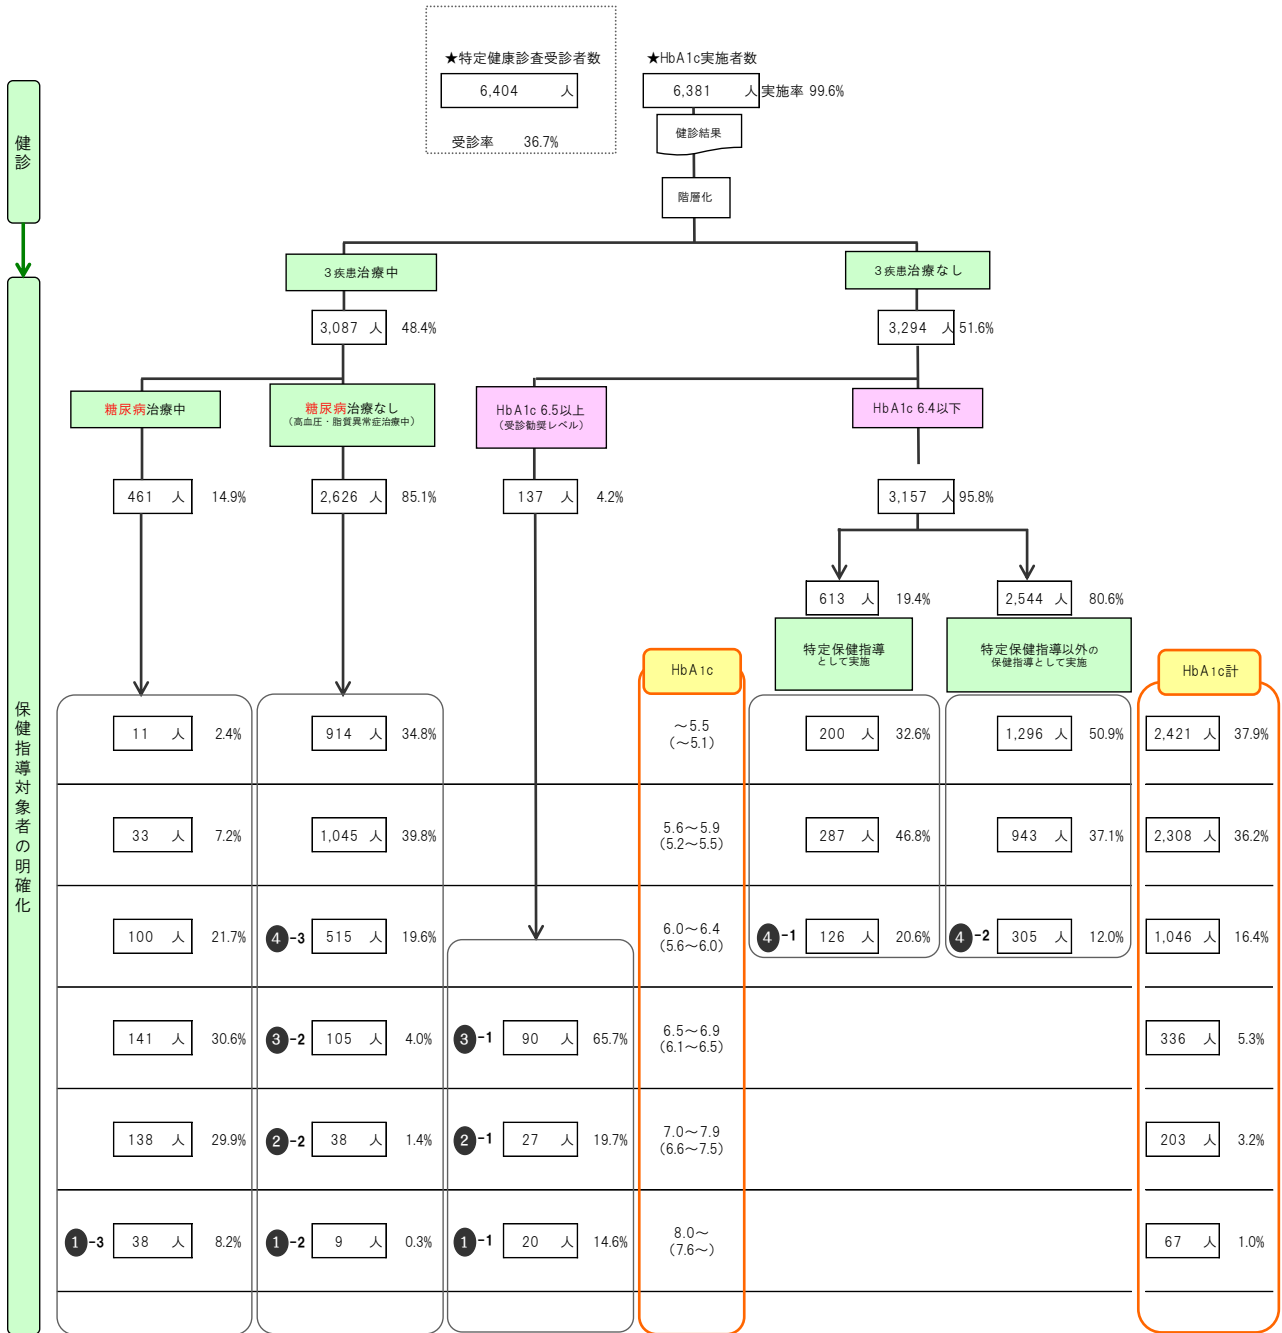 ★特定健康診査受診者数
6,404 人
受診率 36.7%
★HbA1c実施者数
6,381 人 実施率 99.6%
健診結果
階層化
健診
3疾患治療中
3疾患治療なし
3,087 人 48.4%
3,294 人 51.6%
糖尿病治療中
糖尿病治療なし
(高血圧・脂質異常症治療中)
HbA1c 6.5以上
(受診勧奨レベル)
HbA1c 6.4以下
461 人 14.9%
2,626 人 85.1%
137 人 4.2%
3,157 人 95.8%
613 人 19.4%
2,544 人 80.6%
特定保健指導
として実施
特定保健指導以外の
保健指導として実施
HbA1c
HbA1c計
保健指導対象者の明確化
11 人 2.4%
914 人 34.8%
～5.5
(～5.1)
200 人 32.6%
1,296 人 50.9%
2,421 人 37.9%
33 人 7.2%
1,045 人 39.8%
5.6～5.9
(5.2～5.5)
287 人 46.8%
943 人 37.1%
2,308 人 36.2%
100 人 21.7%
❹-3 515 人 19.6%
6.0～6.4
(5.6～6.0)
❹-1 126 人 20.6%
❹-2 305 人 12.0%
1,046 人 16.4%
141 人 30.6%
❸-2 105 人 4.0%
❸-1 90 人 65.7%
6.5～6.9
(6.1～6.5)
336 人 5.3%
138 人 29.9%
❷-2 38 人 1.4%
❷-1 27 人 19.7%
7.0～7.9
(6.6～7.5)
203 人 3.2%
❶-3 38 人 8.2%
❶-2 9 人 0.3%
❶-1 20 人 14.6%
8.0～
(7.6～)
67 人 1.0%